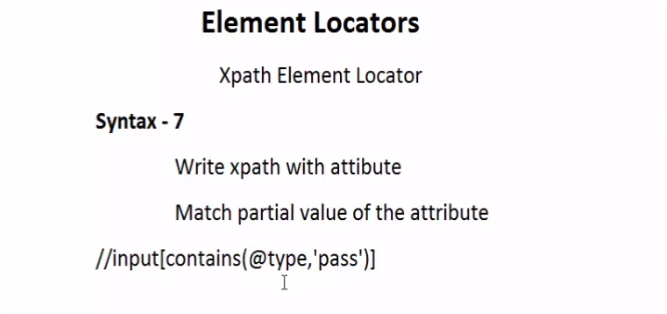 Element Locators
Xpath Element Locator
Syntax - 7
Write xpath with attibute
Match partial value of the attribute
//input[contains(@type,'pass')]